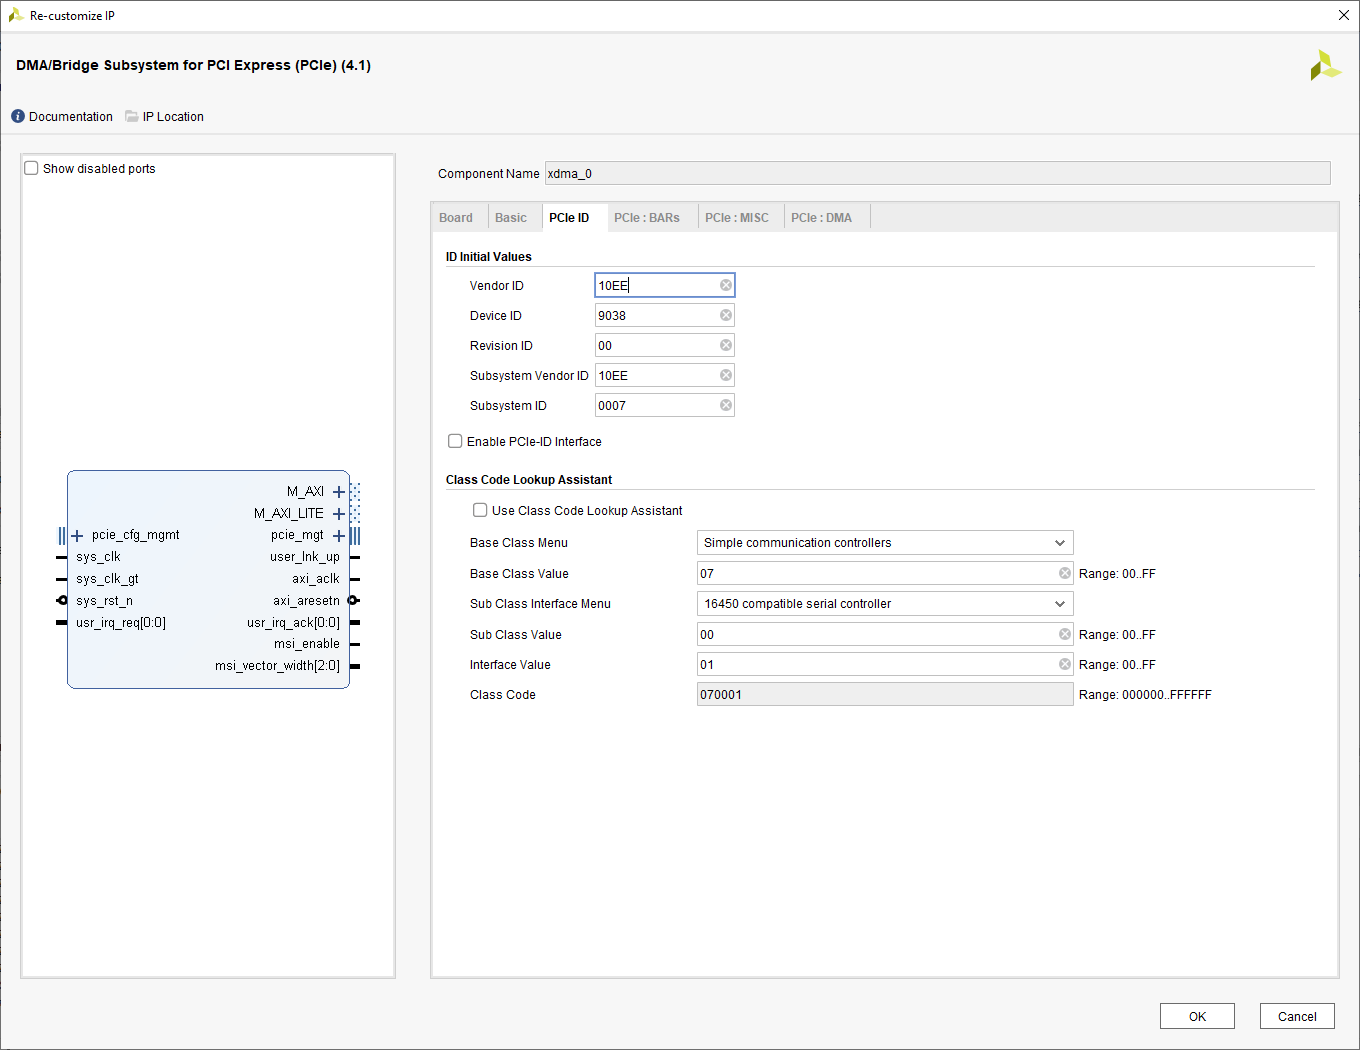 Re-customize IP
DMA/Bridge Subsystem for PCI Express (PCIe) (4.1)
Documentation IP Location
Show disabled ports
M_AXI
M_AXI_LITE
pcie_cfg_mgmt pcie_mgt
sys_clk user_lnk_up
sys_clk_gt axi_aclk
sys_rst_n axi_aresetn
usr_irq_req[0:0] usr_irq_ack[0:0]
msi_enable
msi_vector_width[2:0]
Component Name xdma_0
Board Basic PCIe ID PCIe : BARs PCIe : MISC PCIe : DMA
ID Initial Values
Vendor ID 10EE
Device ID 9038
Revision ID 00
Subsystem Vendor ID 10EE
Subsystem ID 0007
Enable PCIe-ID Interface
Class Code Lookup Assistant
Use Class Code Lookup Assistant
Base Class Menu Simple communication controllers
Base Class Value 07 Range: 00..FF
Sub Class Interface Menu 16450 compatible serial controller
Sub Class Value 00 Range: 00..FF
Interface Value 01 Range: 00..FF
Class Code 070001 Range: 000000..FFFFFF
OK Cancel